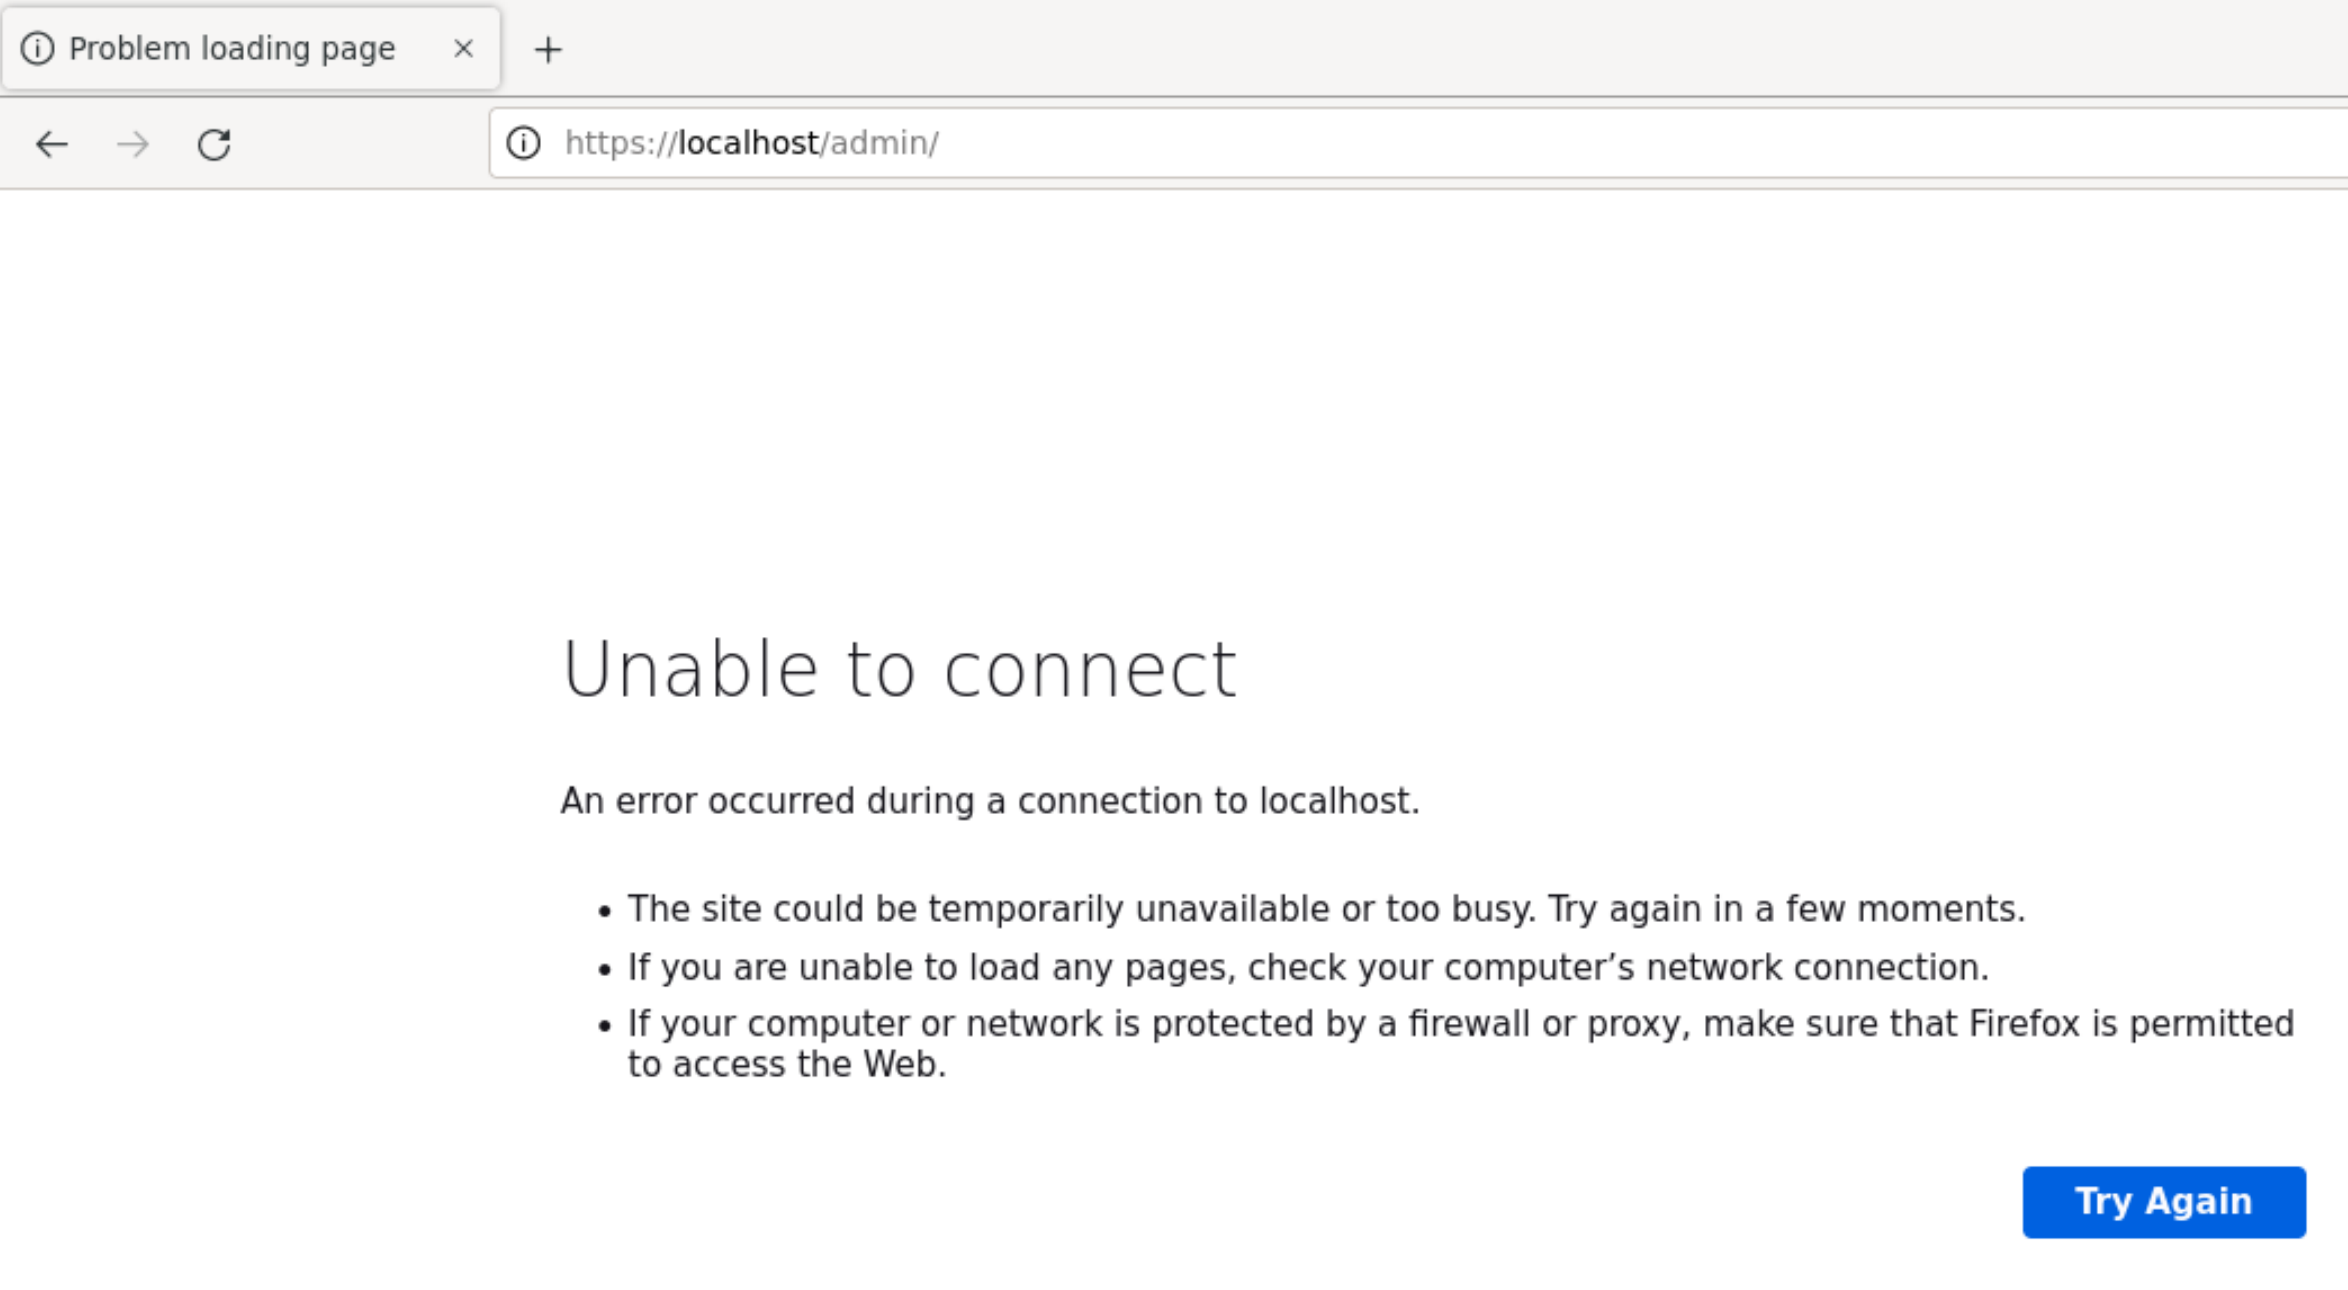 Problem loading page
https://localhost/admin/
Unable to connect
An error occurred during a connection to localhost.
• The site could be temporarily unavailable or too busy. Try again in a few moments.
• If you are unable to load any pages, check your computer’s network connection.
• If your computer or network is protected by a firewall or proxy, make sure that Firefox is permitted
to access the Web.
Try Again